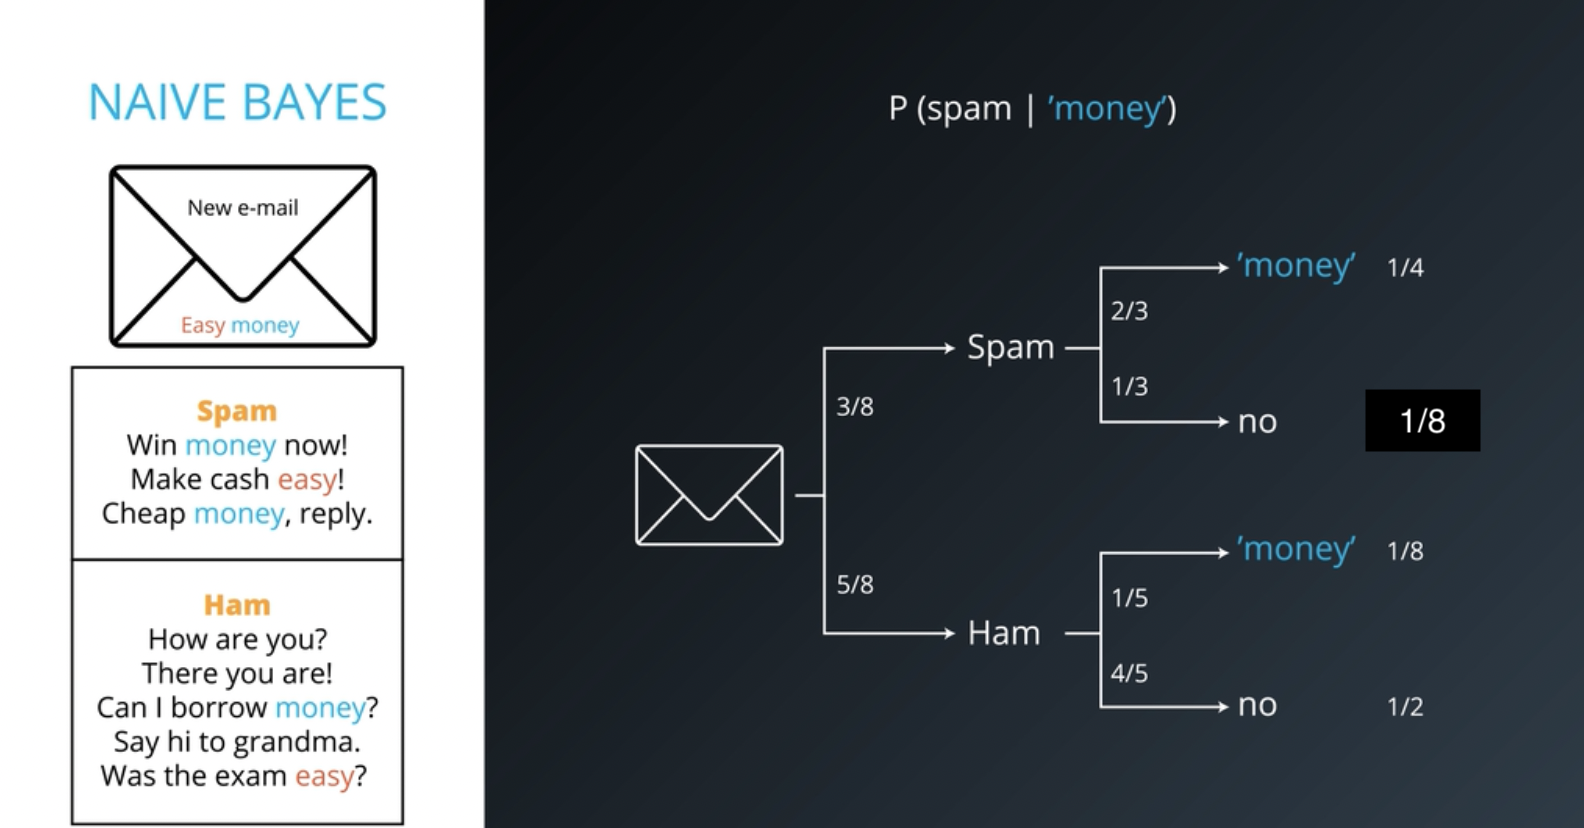 NAIVE BAYES
New e-mail
Easy money
Spam
Win money now!
Make cash easy!
Cheap money, reply.
Ham
How are you?
There you are!
Can I borrow money?
Say hi to grandma.
Was the exam easy?
P (spam | ’money’)
’money’ 1/4
2/3
Spam
1/3
3/8
no 1/8
’money’ 1/8
5/8
1/5
Ham
4/5
no 1/2